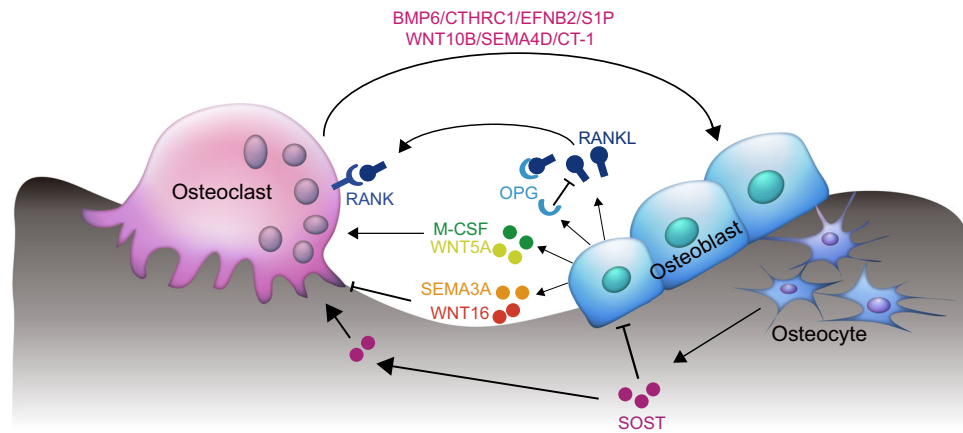 BMP6/CTHRC1/EFNB2/S1P
WNT10B/SEMA4D/CT-1
RANKL
Osteoclast
RANK
OPG
M-CSF
WNT5A
Osteoblast
SEMA3A
WNT16
Osteocyte
SOST